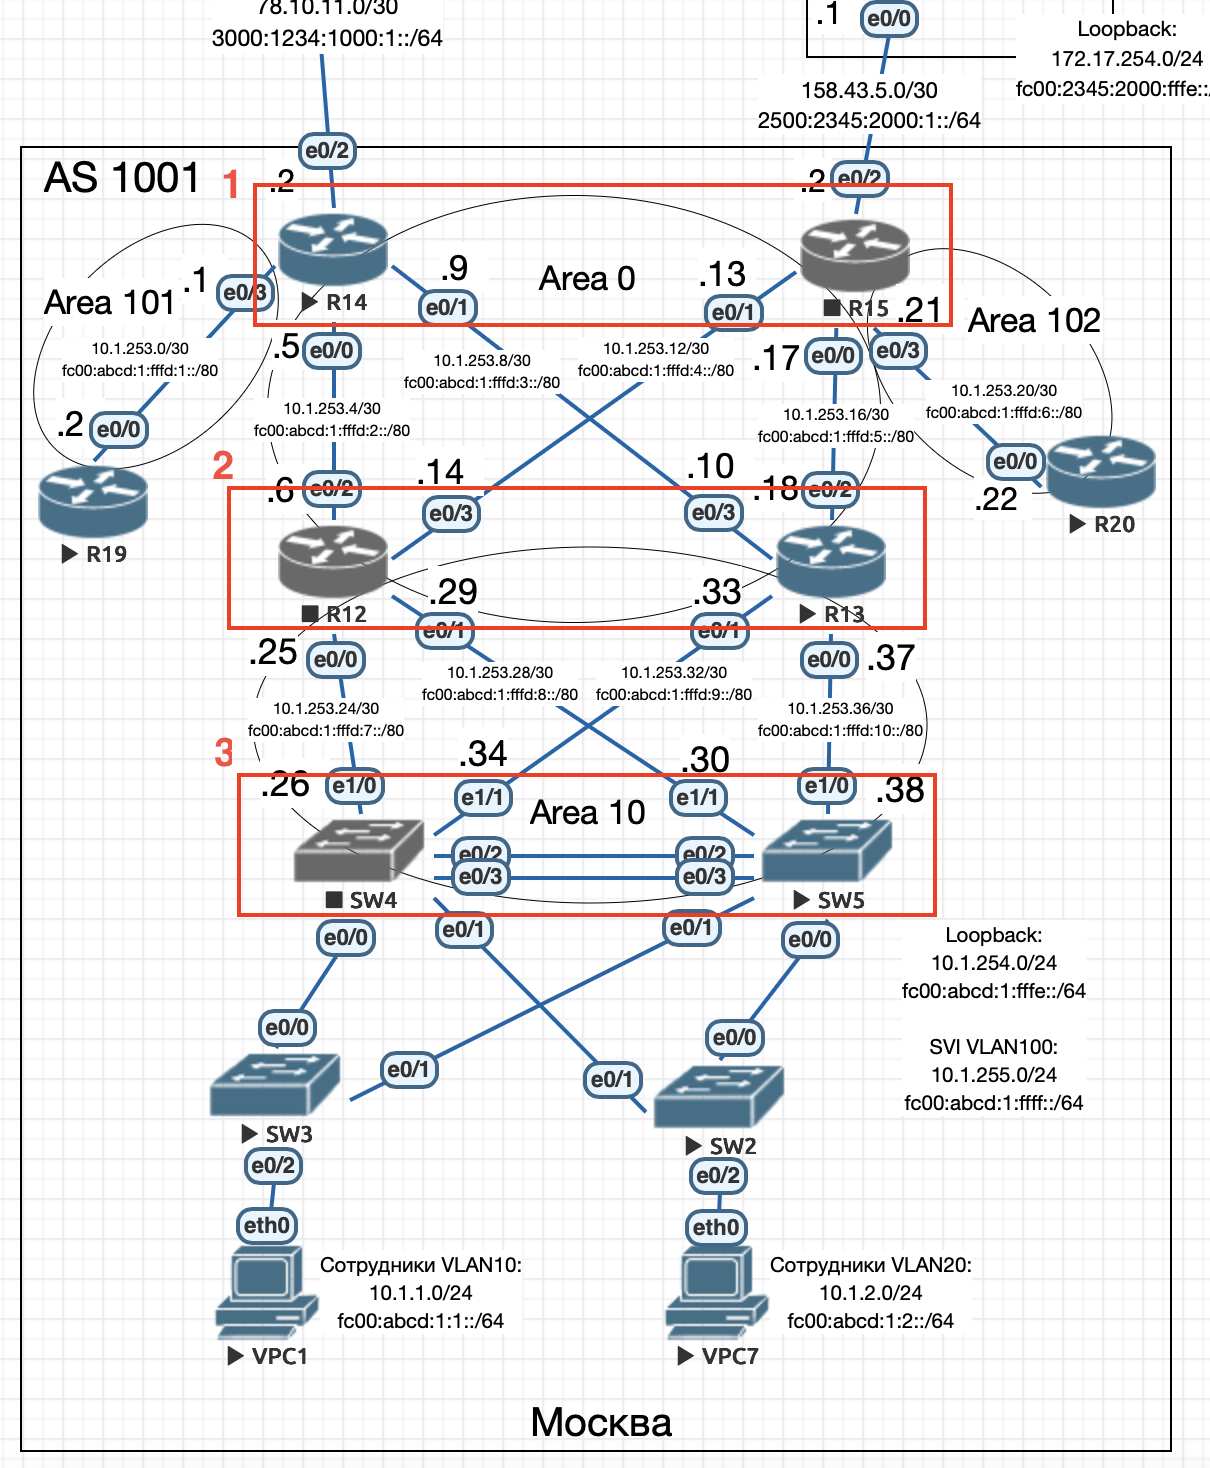 78.10.11.0/30
3000:1234:1000:1::/64
.1
e0/0
Loopback:
172.17.254.0/24
fc00:2345:2000:fffe::/
158.43.5.0/30
2500:2345:2000:1::/64
e0/2
AS 1001
1
.2
.2
e0/2
Area 0
.9
.13
.1
e0/3
Area 101
R14
e0/1
e0/1
R15
.21
Area 102
10.1.253.0/30
fc00:abcd:1:fffd:1::/80
.5
e0/0
10.1.253.8/30
fc00:abcd:1:fffd:3::/80
10.1.253.12/30
fc00:abcd:1:fffd:4::/80
.17
e0/0
e0/3
10.1.253.4/30
fc00:abcd:1:fffd:2::/80
10.1.253.16/30
fc00:abcd:1:fffd:5::/80
10.1.253.20/30
fc00:abcd:1:fffd:6::/80
.2
e0/0
2
.6
e0/2
.14
.10
.18
e0/2
e0/0
.22
e0/3
e0/3
R19
R20
R12
.29
.33
R13
e0/1
e0/1
.25
e0/0
e0/0
.37
10.1.253.28/30
fc00:abcd:1:fffd:8::/80
10.1.253.32/30
fc00:abcd:1:fffd:9::/80
10.1.253.24/30
fc00:abcd:1:fffd:7::/80
10.1.253.36/30
fc00:abcd:1:fffd:10::/80
3
.34
.30
.26
e1/0
e1/1
Area 10
e1/1
e1/0
.38
e0/2
e0/2
e0/3
e0/3
SW4
SW5
e0/0
e0/1
e0/1
e0/0
Loopback:
10.1.254.0/24
fc00:abcd:1:fffe::/64
e0/0
e0/0
SVI VLAN100:
10.1.255.0/24
fc00:abcd:1:ffff::/64
e0/1
e0/1
SW3
SW2
e0/2
e0/2
eth0
eth0
Сотрудники VLAN10:
10.1.1.0/24
fc00:abcd:1:1::/64
Сотрудники VLAN20:
10.1.2.0/24
fc00:abcd:1:2::/64
VPC1
VPC7
Москва